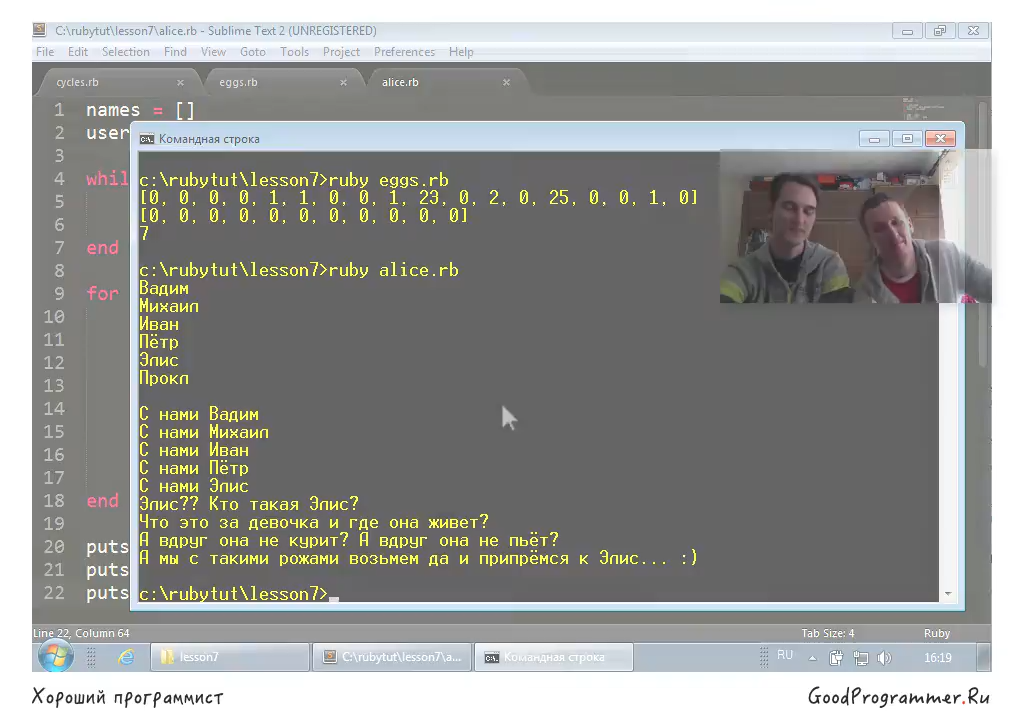 C:\rubytut\lesson7\alice.rb - Sublime Text 2 (UNREGISTERED)
File Edit Selection Find View Goto Tools Project Preferences Help
cycles.rb × eggs.rb × alice.rb ×
1 names = []
2 user
3
4 whil
5
6
7 end
8
9 for
10
11
12
13
14
15
16
17
18 end
19
20 puts
21 puts
22 puts
Командная строка
c:\rubytut\lesson7>ruby eggs.rb
[0, 0, 0, 0, 1, 1, 0, 0, 1, 23, 0, 2, 0, 25, 0, 0, 1, 0]
[0, 0, 0, 0, 0, 0, 0, 0, 0, 0, 0]
7
c:\rubytut\lesson7>ruby alice.rb
Вадим
Михаил
Иван
Пётр
Элис
Прокл
С нами Вадим
С нами Михаил
С нами Иван
С нами Пётр
С нами Элис
Элис?? Кто такая Элис?
Что это за девочка и где она живет?
А вдруг она не курит? А вдруг она не пьёт?
А мы с такими рожами возьмем да и припрёмся к Элис... :)
c:\rubytut\lesson7>_
Line 22, Column 64 Tab Size: 4 Ruby
lesson7 C:\rubytut\lesson7\a... Командная строка RU 16:19
Хороший программист GoodProgrammer.Ru